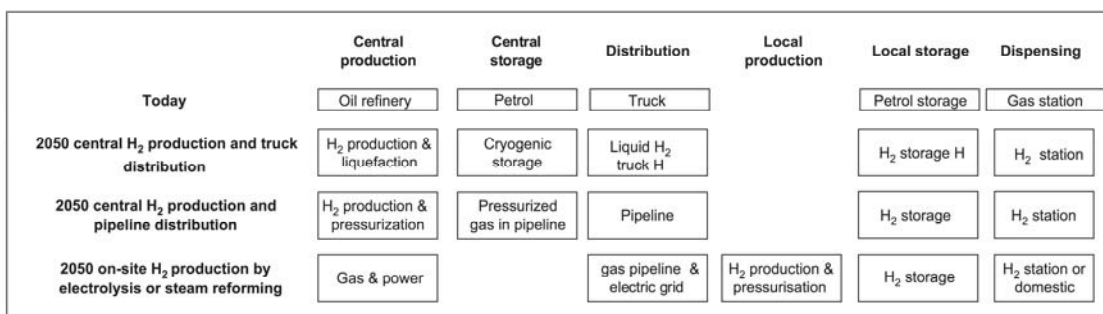 Central production
Central storage
Distribution
Local production
Local storage
Dispensing
Today
Oil refinery
Petrol
Truck
Petrol storage
Gas station
2050 central H₂ production and truck
distribution
H₂ production &
liquefaction
Cryogenic
storage
Liquid H₂
truck H
H₂ storage H
H₂ station
2050 central H₂ production and
pipeline distribution
H₂ production &
pressurization
Pressurized
gas in pipeline
Pipeline
H₂ storage
H₂ station
2050 on-site H₂ production by
electrolysis or steam reforming
Gas & power
gas pipeline &
electric grid
H₂ production &
pressurisation
H₂ storage
H₂ station or
domestic